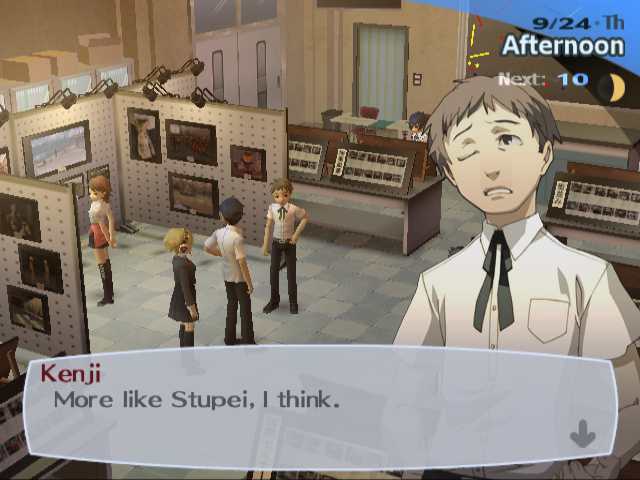 9/24・Th
Afternoon
Next: 10
Kenji
More like Stupei, I think.